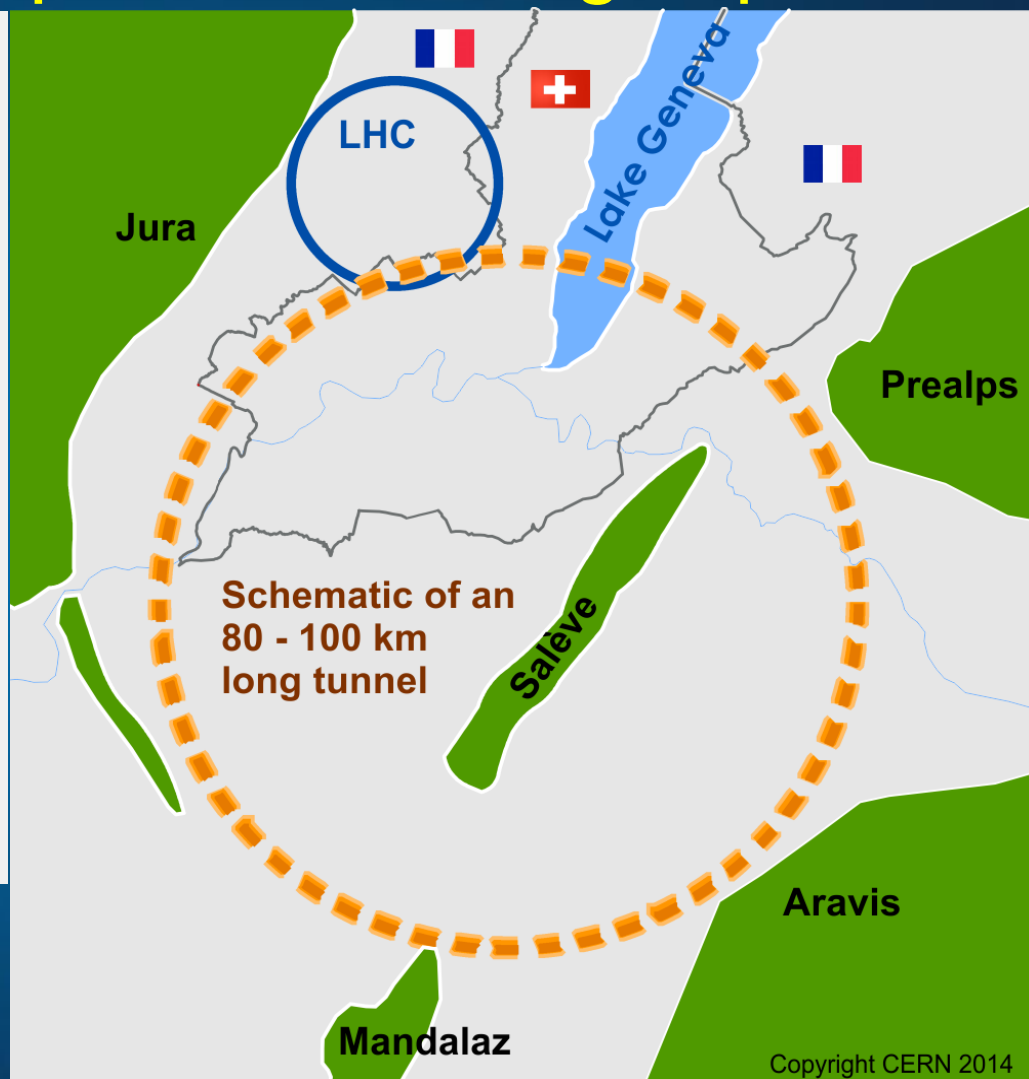 LHC
Lake Geneva
Jura
Prealps
Schematic of an
80 - 100 km
long tunnel
Salève
Aravis
Mandalaz
Copyright CERN 2014